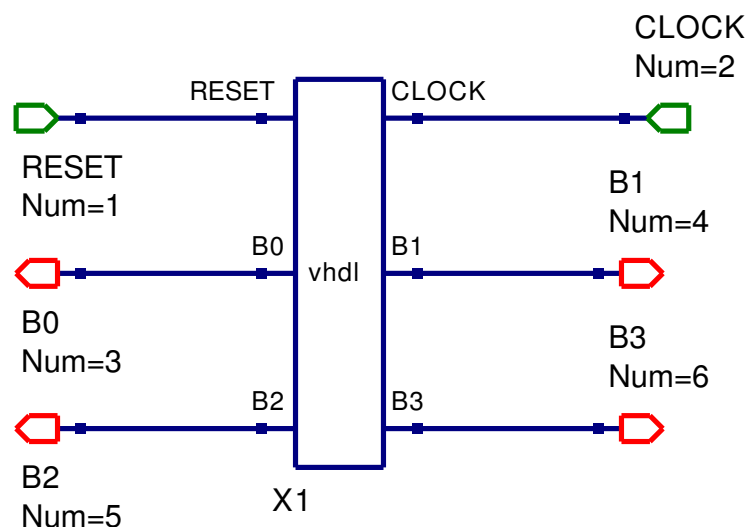 CLOCK
Num=2
RESET
CLOCK
RESET
Num=1
B1
Num=4
B0
B1
vhdl
B0
Num=3
B3
Num=6
B2
B3
B2
Num=5
X1